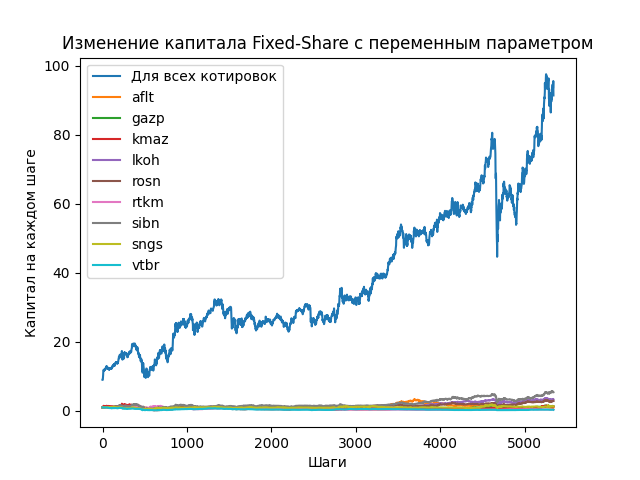 Изменение капитала Fixed-Share с переменным параметром
Капитал на каждом шаге
100
80
60
40
20
0
Для всех котировок
aflt
gazp
kmaz
lkoh
rosn
rtkm
sibn
sngs
vtbr
0 1000 2000 3000 4000 5000
Шаги